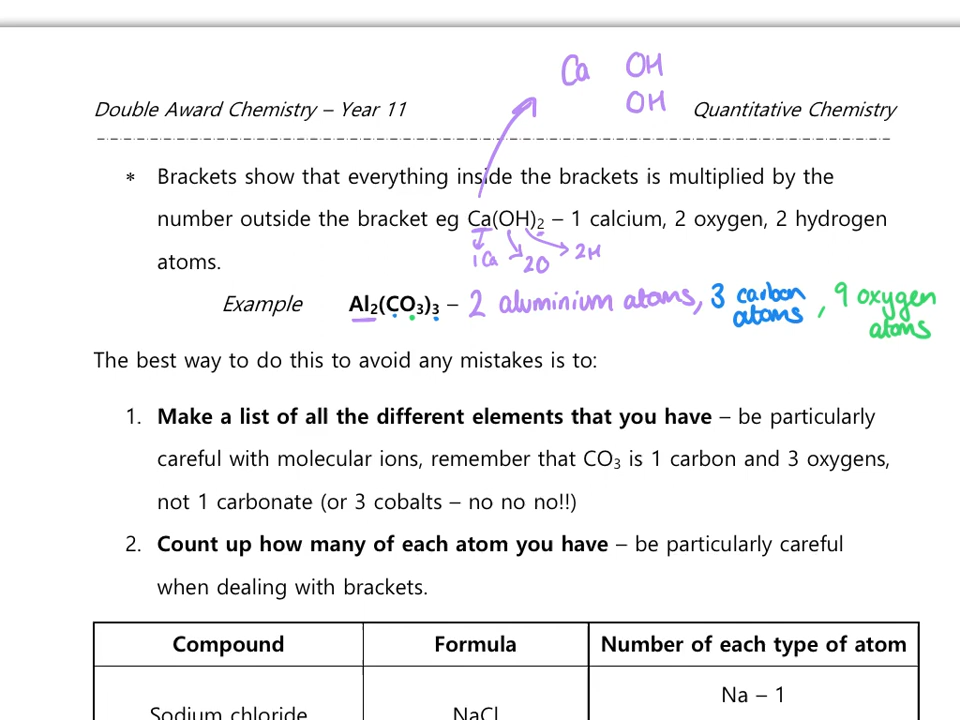 Ca OH
OH
Double Award Chemistry – Year 11 Quantitative Chemistry
* Brackets show that everything inside the brackets is multiplied by the
number outside the bracket eg Ca(OH)₂ – 1 calcium, 2 oxygen, 2 hydrogen
1Ca 2O 2H
atoms.
Example Al₂(CO₃)₃ – 2 aluminium atoms, 3 carbon atoms, 9 oxygen atoms
The best way to do this to avoid any mistakes is to:
1. Make a list of all the different elements that you have – be particularly
careful with molecular ions, remember that CO₃ is 1 carbon and 3 oxygens,
not 1 carbonate (or 3 cobalts – no no no!!)
2. Count up how many of each atom you have – be particularly careful
when dealing with brackets.
Compound Formula Number of each type of atom
Na – 1
Sodium chloride NaCl